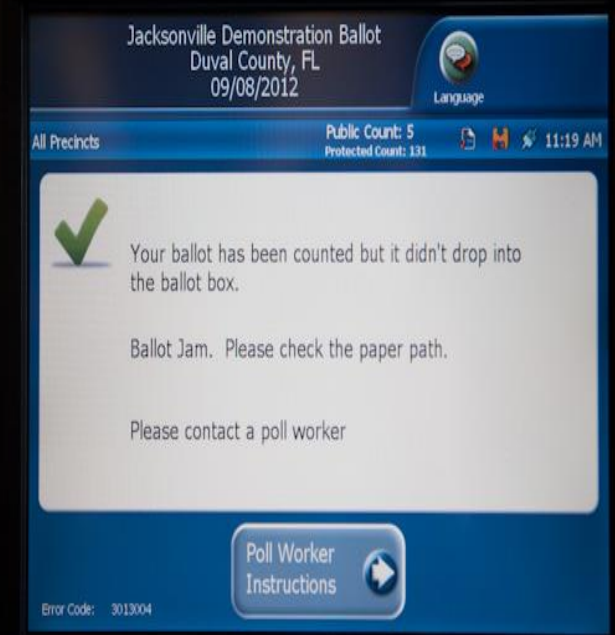 Jacksonville Demonstration Ballot
Duval County, FL
09/08/2012
Language
All Precincts
Public Count: 5
Protected Count: 131
11:19 AM
Your ballot has been counted but it didn't drop into
the ballot box.
Ballot Jam. Please check the paper path.
Please contact a poll worker
Poll Worker
Instructions
Error Code: 3013004